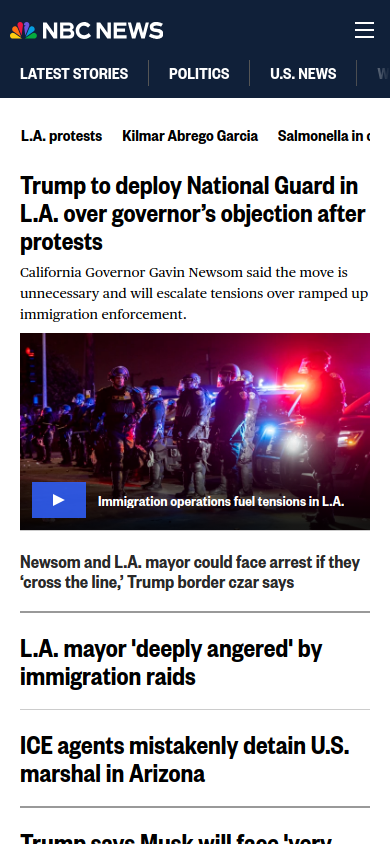 NBC NEWS
LATEST STORIES
POLITICS
U.S. NEWS
L.A. protests
Kilmar Abrego Garcia
Salmonella in
Trump to deploy National Guard in
L.A. over governor’s objection after
protests
California Governor Gavin Newsom said the move is
unnecessary and will escalate tensions over ramped up
immigration enforcement.
Immigration operations fuel tensions in L.A.
Newsom and L.A. mayor could face arrest if they
‘cross the line,’ Trump border czar says
L.A. mayor 'deeply angered' by
immigration raids
ICE agents mistakenly detain U.S.
marshal in Arizona
Trump says Musk will face 'very